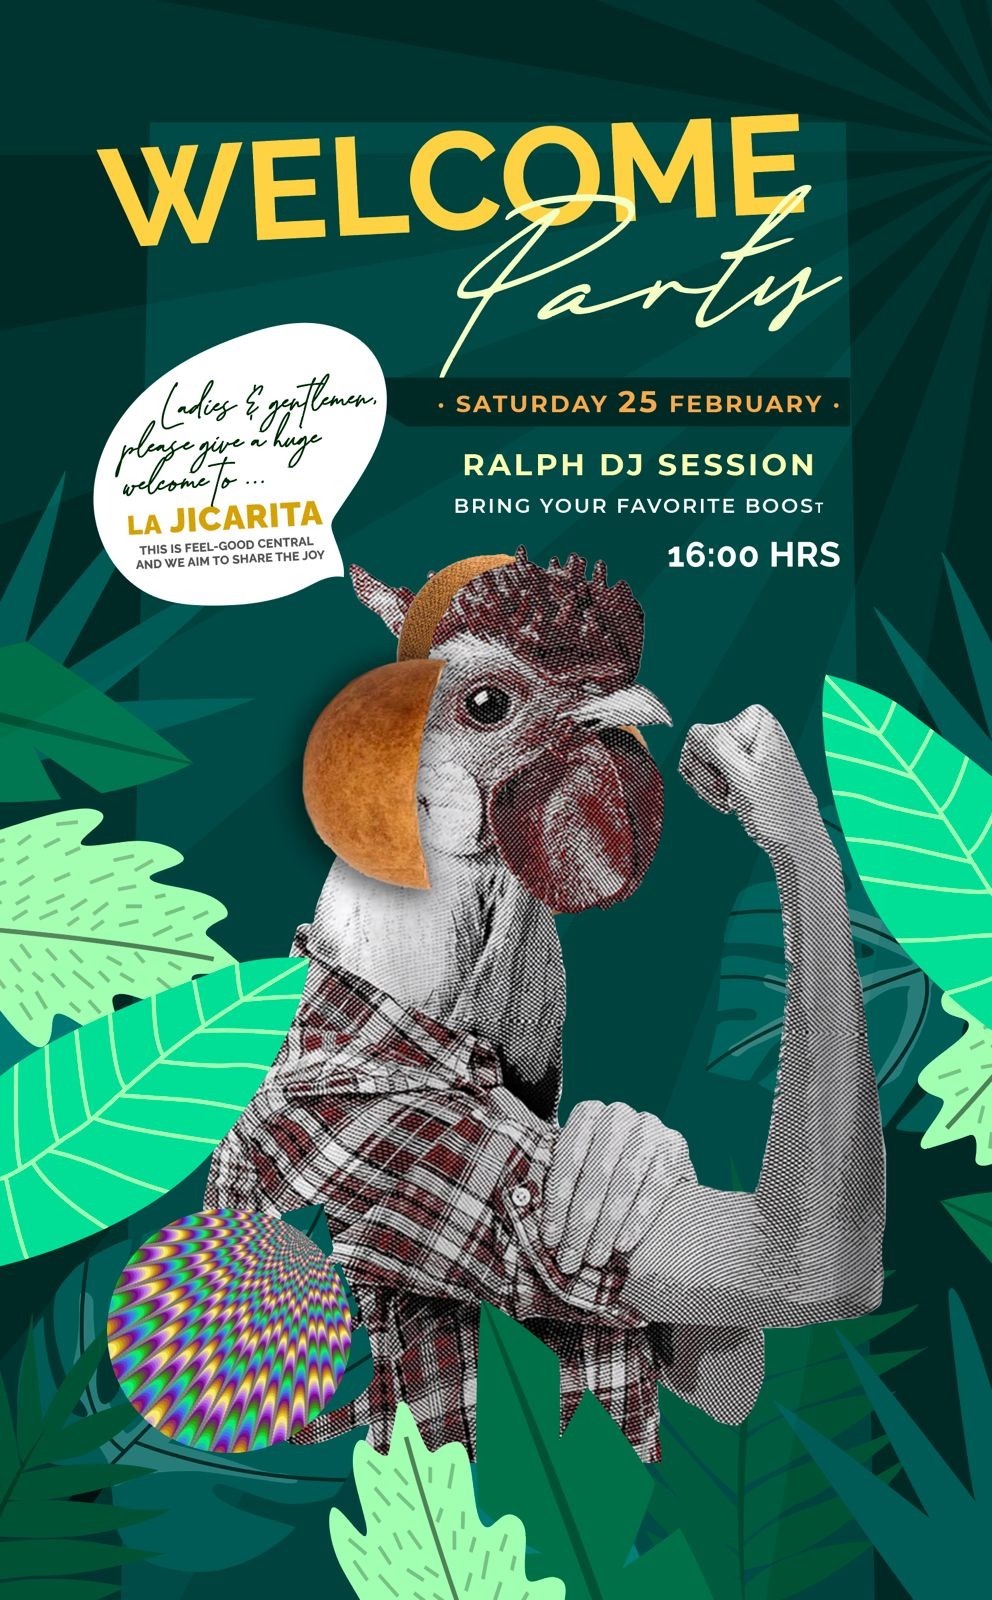 WELCOME
Party
Ladies & gentlemen,
please give a huge
welcome to ...
LA JICARITA
THIS IS FEEL-GOOD CENTRAL
AND WE AIM TO SHARE THE JOY
· SATURDAY 25 FEBRUARY ·
RALPH DJ SESSION
BRING YOUR FAVORITE BOOST
16:00 HRS